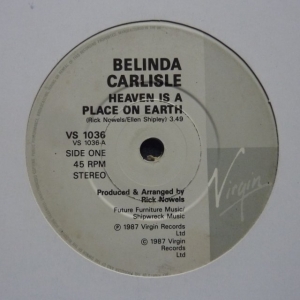 BELINDA
CARLISLE
HEAVEN IS A
PLACE ON EARTH
(Rick Nowels/Ellen Shipley) 3.49
VS 1036
VS 1036-A
SIDE ONE
45 RPM
STEREO
Produced & Arranged by
Rick Nowels
Future Furniture Music/
Shipwreck Music
℗ 1987 Virgin Records
Ltd
© 1987 Virgin
Records
Ltd
Virgin